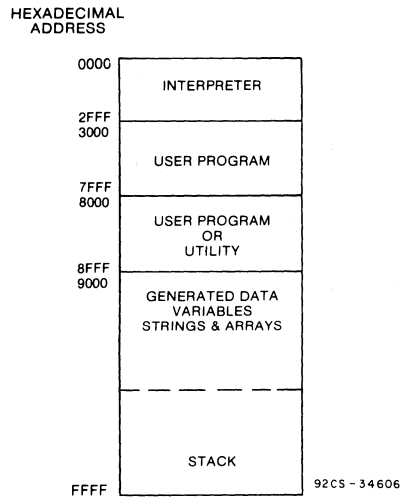 HEXADECIMAL
ADDRESS
0000
INTERPRETER
2FFF
3000
USER PROGRAM
7FFF
8000
USER PROGRAM
OR
UTILITY
8FFF
9000
GENERATED DATA
VARIABLES
STRINGS & ARRAYS
STACK
FFFF
92CS-34606